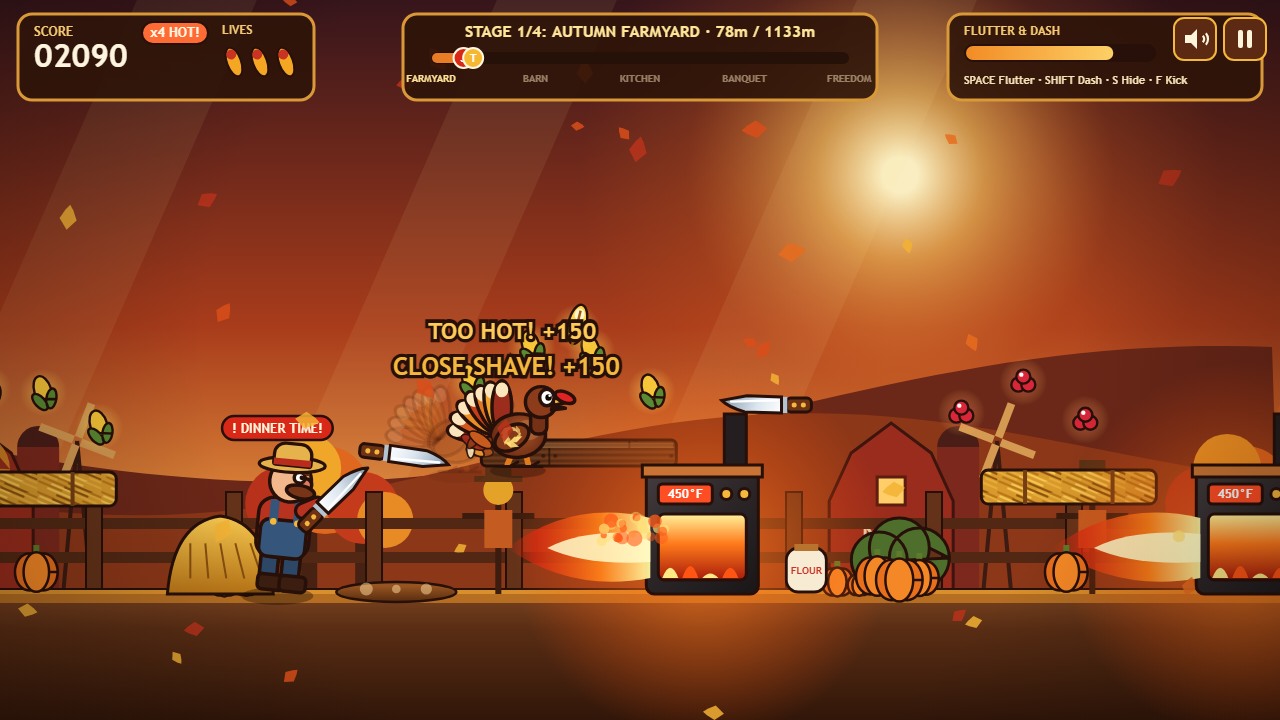 SCORE
x4 HOT!
LIVES
02090
STAGE 1/4: AUTUMN FARMYARD · 78m / 1133m
T
FARMYARD
BARN
KITCHEN
BANQUET
FREEDOM
FLUTTER & DASH
SPACE Flutter · SHIFT Dash · S Hide · F Kick
TOO HOT! +150
CLOSE SHAVE! +150
! DINNER TIME!
450°F
450°F
FLOUR